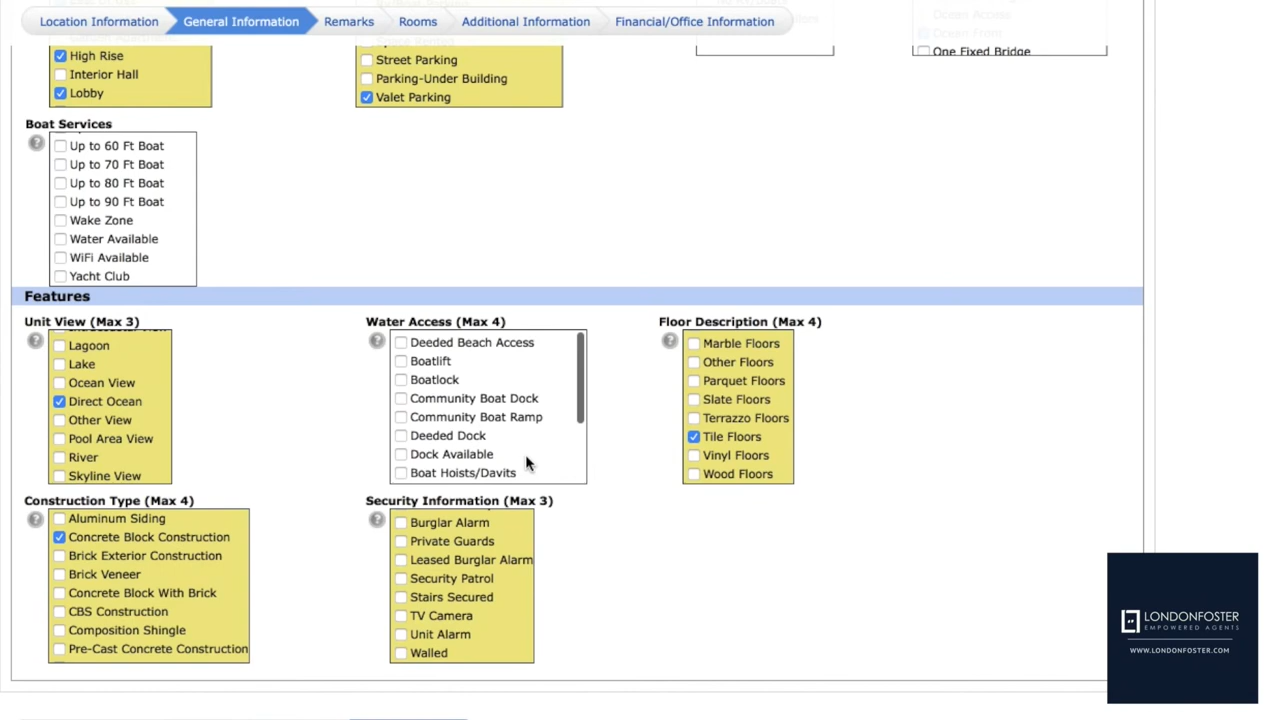 Location Information General Information Remarks Rooms Additional Information Financial/Office Information
Ocean Access
Ocean Front
One Fixed Bridge
High Rise
Interior Hall
Lobby
Street Parking
Parking-Under Building
Valet Parking
Boat Services
Up to 60 Ft Boat
Up to 70 Ft Boat
Up to 80 Ft Boat
Up to 90 Ft Boat
Wake Zone
Water Available
WiFi Available
Yacht Club
Features
Unit View (Max 3)
Lagoon
Lake
Ocean View
Direct Ocean
Other View
Pool Area View
River
Skyline View
Water Access (Max 4)
Deeded Beach Access
Boatlift
Boatlock
Community Boat Dock
Community Boat Ramp
Deeded Dock
Dock Available
Boat Hoists/Davits
Floor Description (Max 4)
Marble Floors
Other Floors
Parquet Floors
Slate Floors
Terrazzo Floors
Tile Floors
Vinyl Floors
Wood Floors
Construction Type (Max 4)
Aluminum Siding
Concrete Block Construction
Brick Exterior Construction
Brick Veneer
Concrete Block With Brick
CBS Construction
Composition Shingle
Pre-Cast Concrete Construction
Security Information (Max 3)
Burglar Alarm
Private Guards
Leased Burglar Alarm
Security Patrol
Stairs Secured
TV Camera
Unit Alarm
Walled
LONDONFOSTER
EMPOWERED AGENTS
WWW.LONDONFOSTER.COM